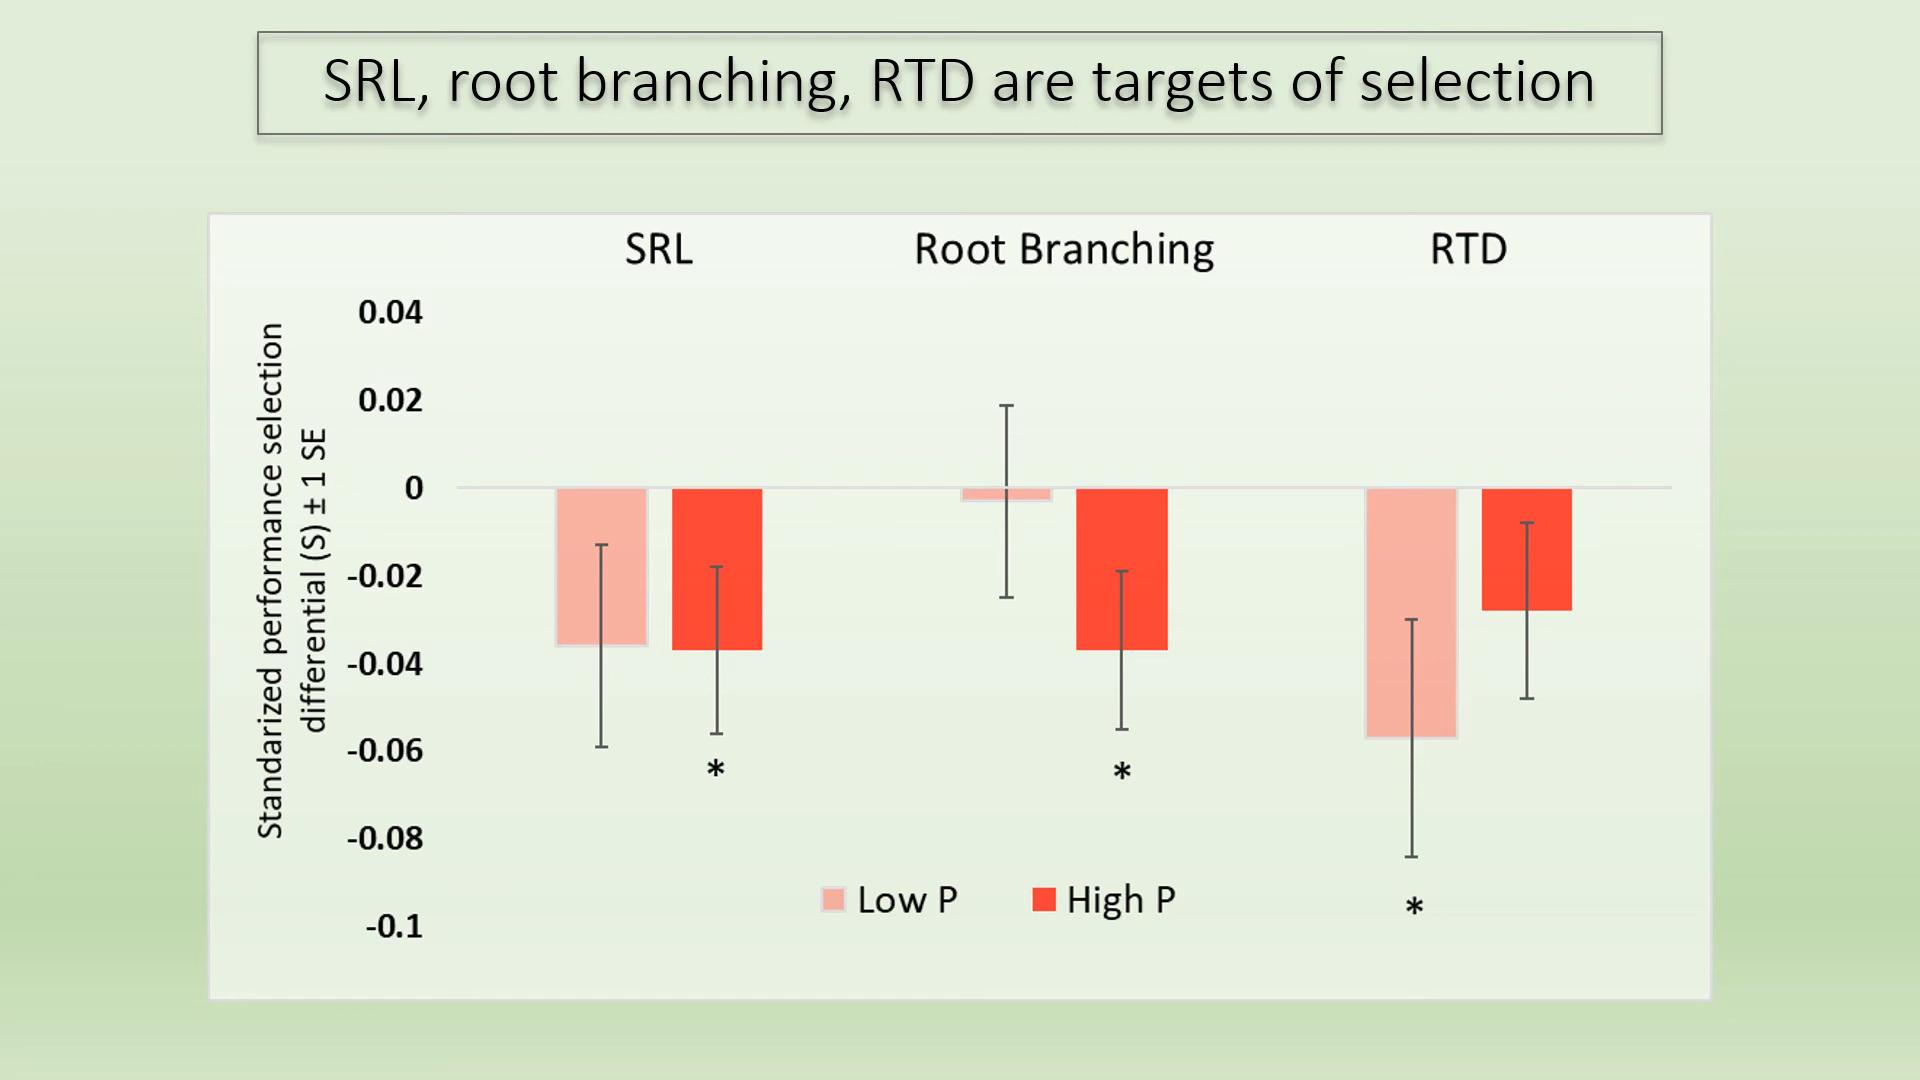 SRL, root branching, RTD are targets of selection
SRL
Root Branching
RTD
Standarized performance selection
differential (S) ± 1 SE
0.04
0.02
0
-0.02
-0.04
-0.06
-0.08
-0.1
*
*
*
Low P
High P